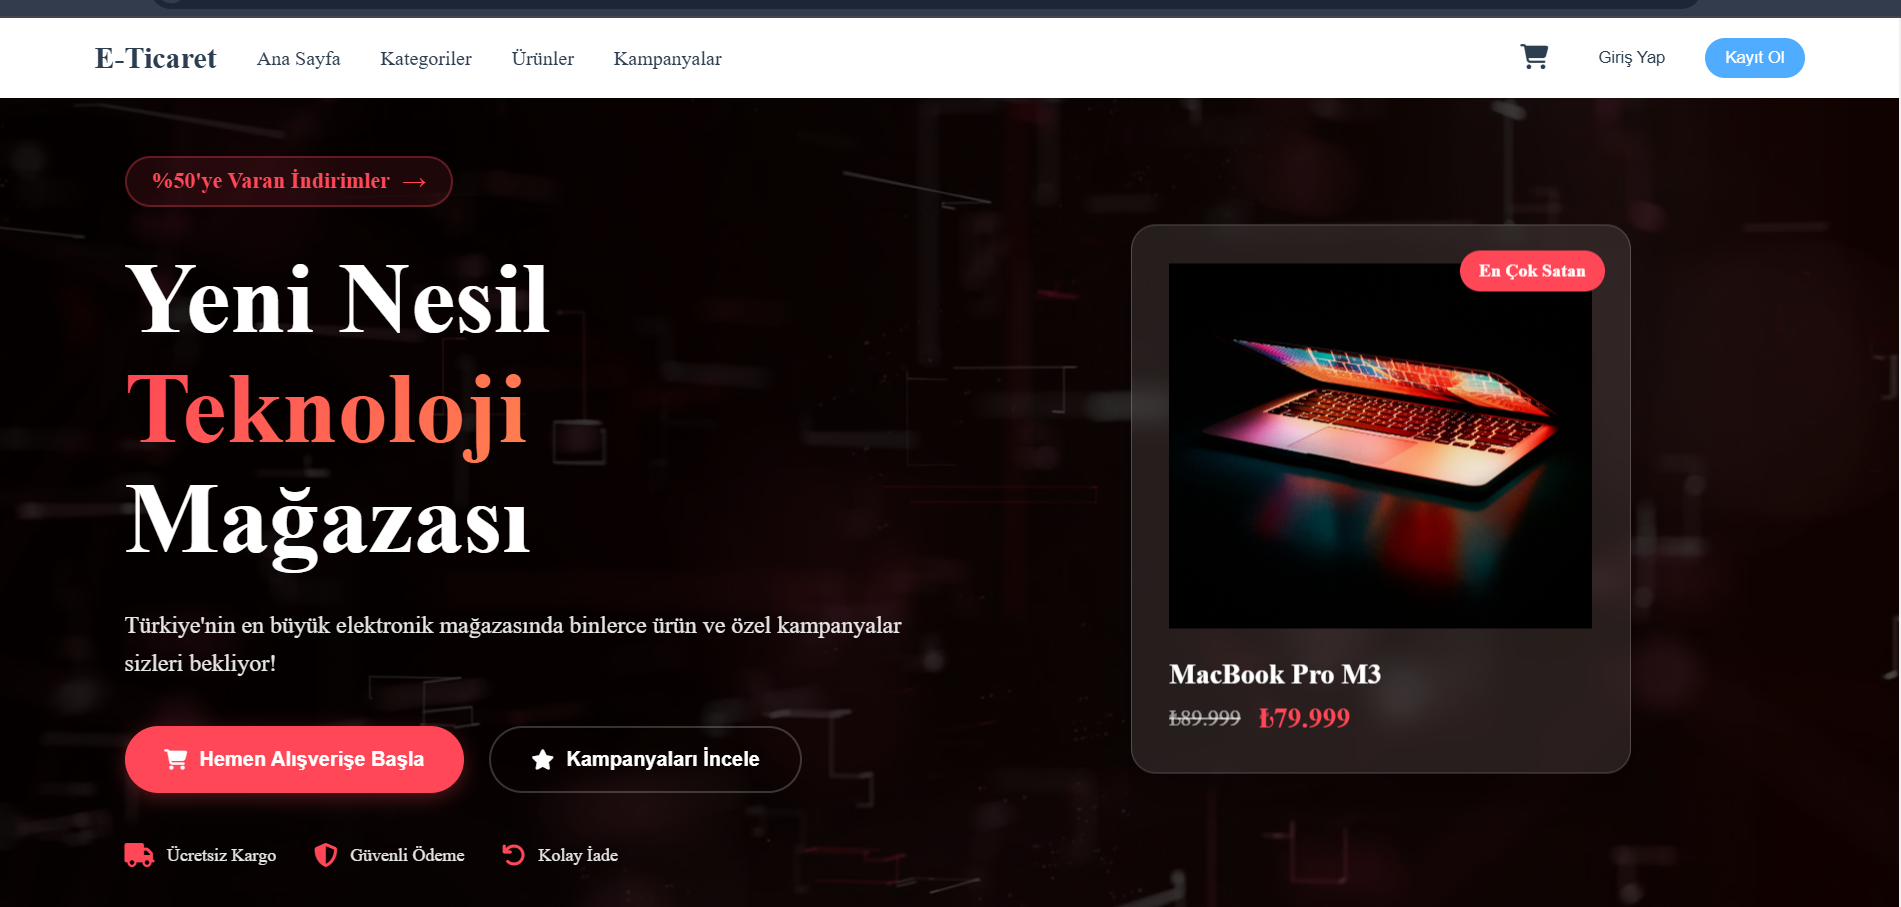 E-Ticaret
Ana Sayfa
Kategoriler
Ürünler
Kampanyalar
Giriş Yap
Kayıt Ol
%50'ye Varan İndirimler →
Yeni Nesil
Teknoloji
Mağazası
Türkiye'nin en büyük elektronik mağazasında binlerce ürün ve özel kampanyalar
sizleri bekliyor!
Hemen Alışverişe Başla
Kampanyaları İncele
Ücretsiz Kargo
Güvenli Ödeme
Kolay İade
En Çok Satan
MacBook Pro M3
₺89.999 ₺79.999